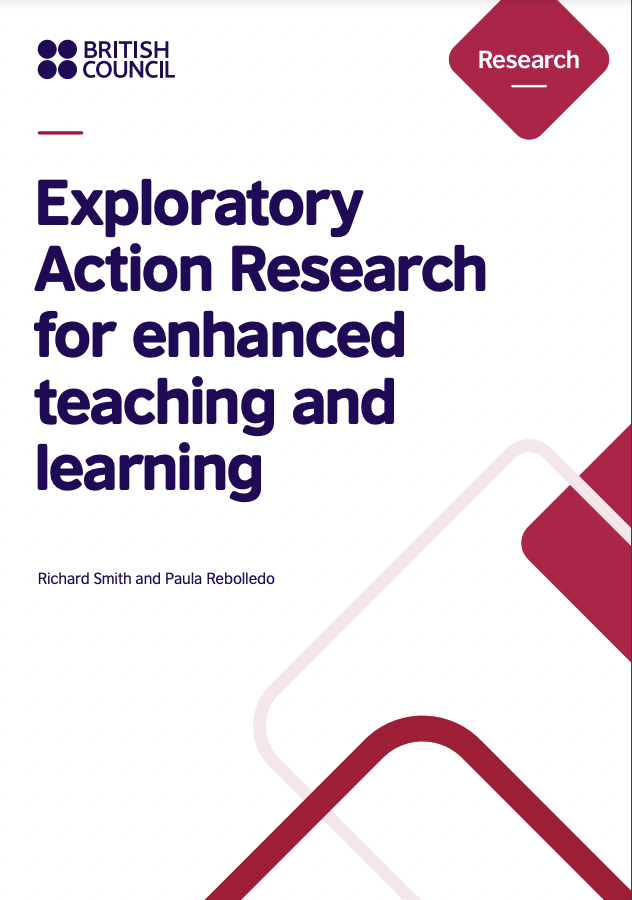 BRITISH
COUNCIL
Research
Exploratory
Action Research
for enhanced
teaching and
learning
Richard Smith and Paula Rebolledo